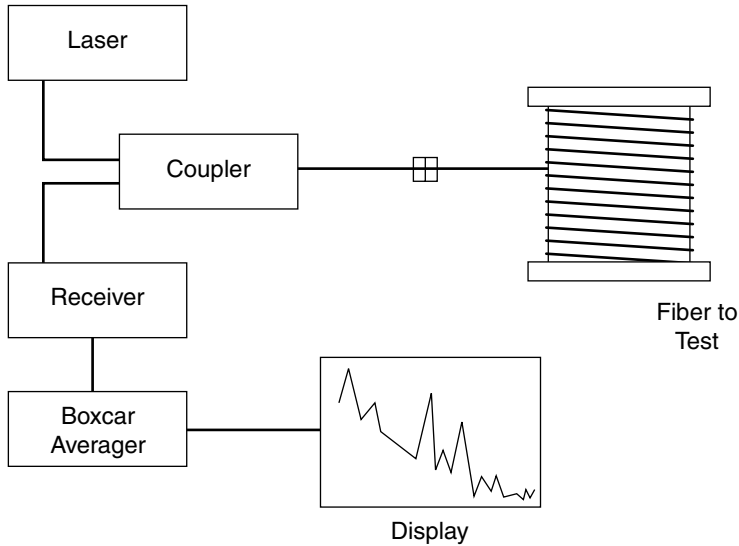 Laser
Coupler
Receiver
Fiber to
Test
Boxcar
Averager
Display